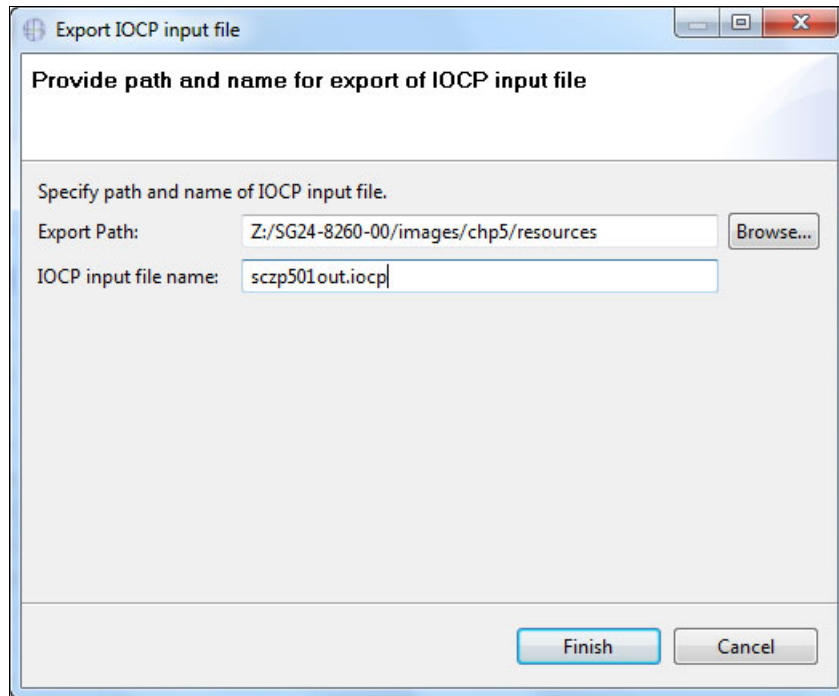 Export IOCP input file
Provide path and name for export of IOCP input file
Specify path and name of IOCP input file.
Export Path: Z:/SG24-8260-00/images/chp5/resources Browse...
IOCP input file name: sczp501out.iocp
Finish Cancel